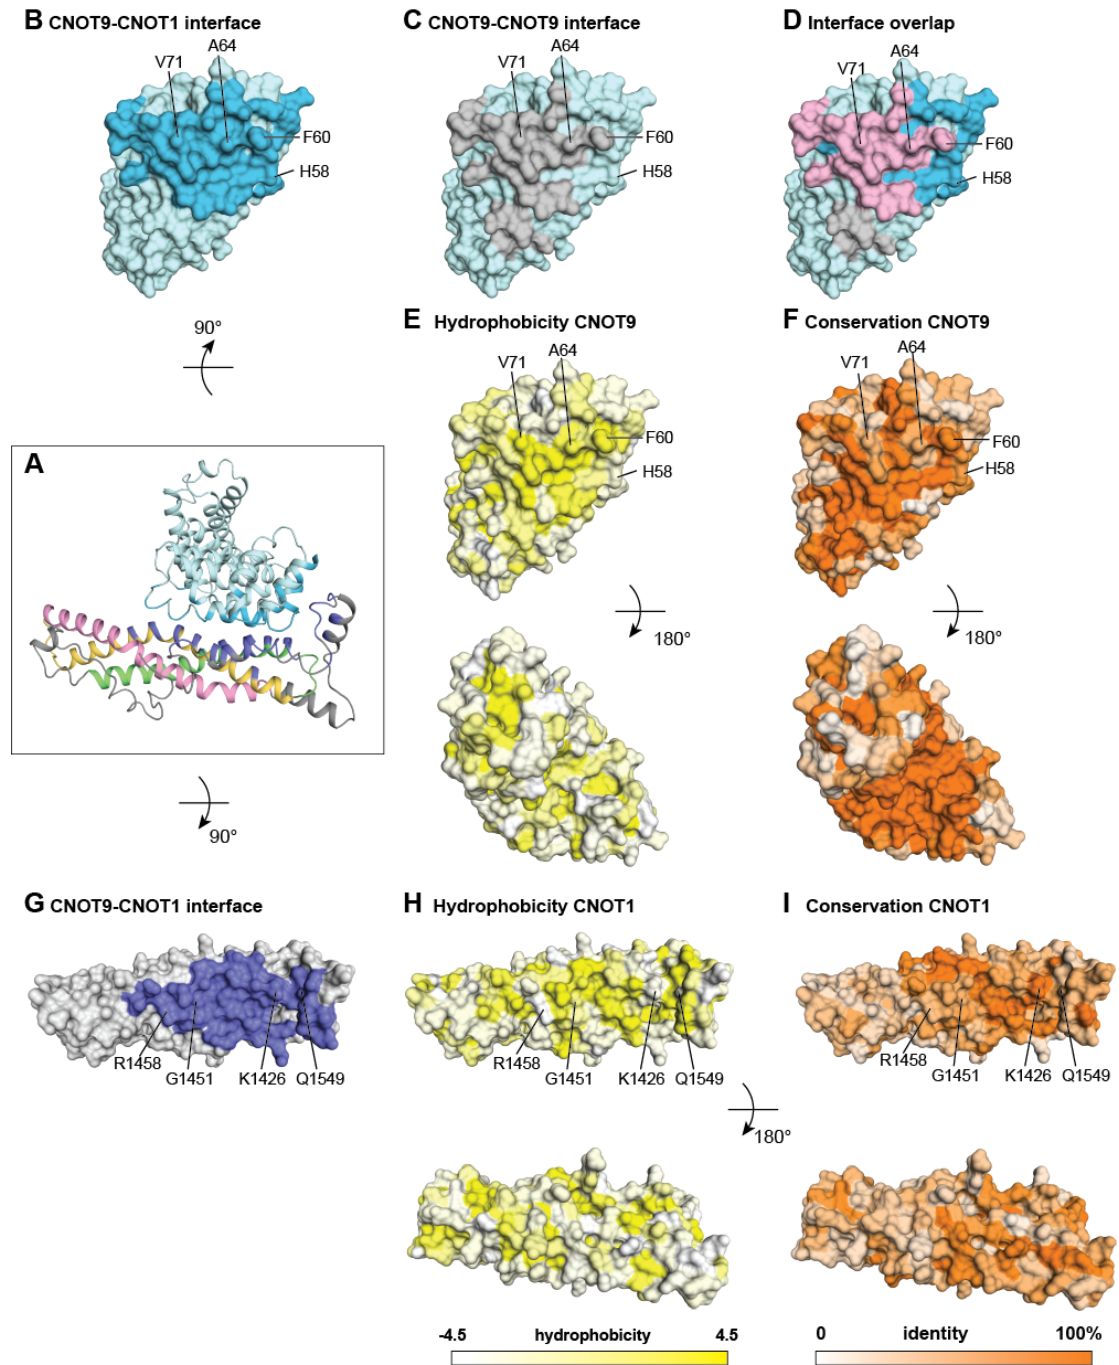 B CNOT9-CNOT1 interface
A64
V71
F60
H58
C CNOT9-CNOT9 interface
A64
V71
F60
H58
D Interface overlap
A64
V71
F60
H58
90°
E Hydrophobicity CNOT9
A64
V71
F60
H58
180°
F Conservation CNOT9
A64
V71
F60
H58
180°
A
90°
G CNOT9-CNOT1 interface
R1458
G1451
K1426
Q1549
H Hydrophobicity CNOT1
R1458
G1451
K1426
Q1549
I Conservation CNOT1
R1458
G1451
K1426
Q1549
180°
-4.5 hydrophobicity 4.5
0 identity 100%